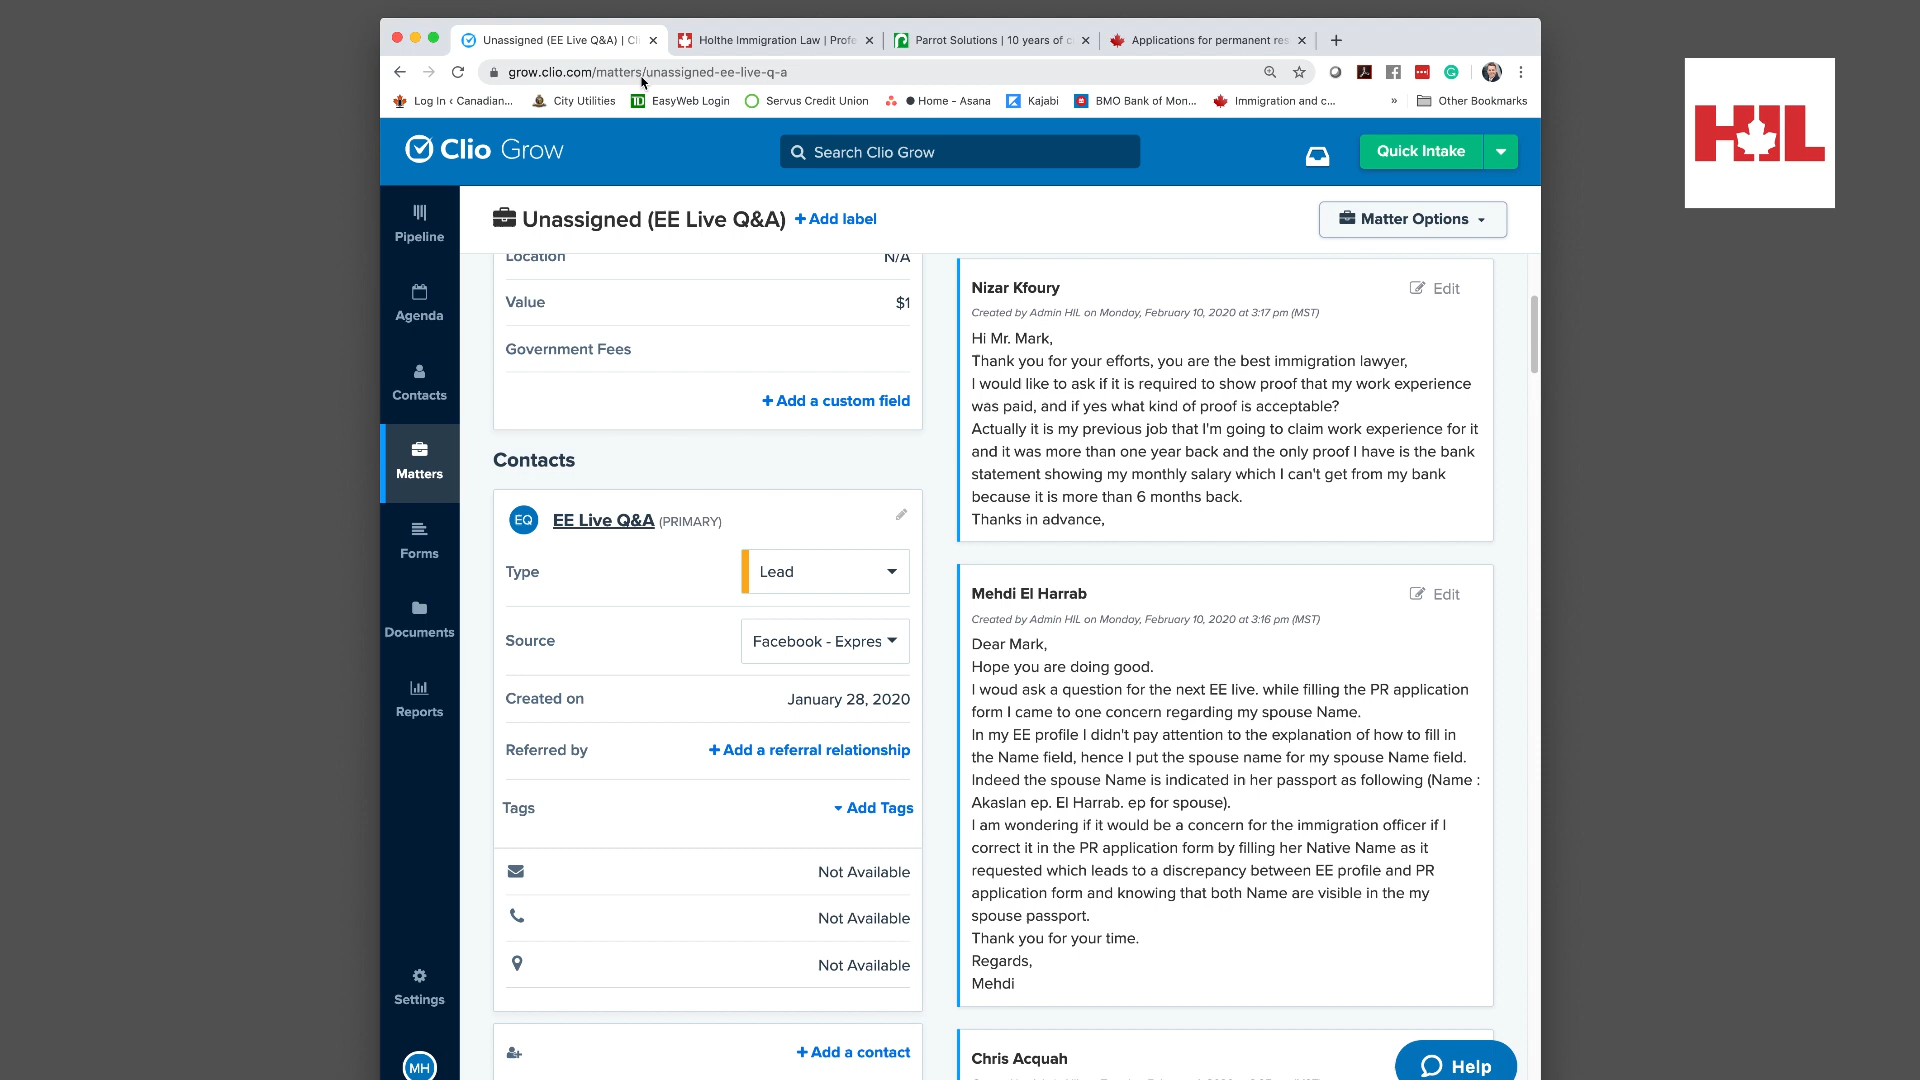 Unassigned (EE Live Q&A) | Cl
Holthe Immigration Law | Profe
Parrot Solutions | 10 years of c
Applications for permanent res
grow.clio.com/matters/unassigned-ee-live-q-a
Log In ‹ Canadian...
City Utilities
EasyWeb Login
Servus Credit Union
Home - Asana
Kajabi
BMO Bank of Mon...
Immigration and c...
»
Other Bookmarks
Clio Grow
Search Clio Grow
Quick Intake
HIL
Pipeline
Agenda
Contacts
Matters
Forms
Documents
Reports
Settings
MH
Unassigned (EE Live Q&A)
+ Add label
Matter Options
Location N/A
Value $1
Government Fees
+ Add a custom field
Contacts
EQ
EE Live Q&A (PRIMARY)
Type Lead
Source Facebook - Expres
Created on January 28, 2020
Referred by + Add a referral relationship
Tags Add Tags
Not Available
Not Available
Not Available
+ Add a contact
Nizar Kfoury Edit
Created by Admin HIL on Monday, February 10, 2020 at 3:17 pm (MST)
Hi Mr. Mark,
Thank you for your efforts, you are the best immigration lawyer,
I would like to ask if it is required to show proof that my work experience
was paid, and if yes what kind of proof is acceptable?
Actually it is my previous job that I'm going to claim work experience for it
and it was more than one year back and the only proof I have is the bank
statement showing my monthly salary which I can't get from my bank
because it is more than 6 months back.
Thanks in advance,
Mehdi El Harrab Edit
Created by Admin HIL on Monday, February 10, 2020 at 3:16 pm (MST)
Dear Mark,
Hope you are doing good.
I woud ask a question for the next EE live. while filling the PR application
form I came to one concern regarding my spouse Name.
In my EE profile I didn't pay attention to the explanation of how to fill in
the Name field, hence I put the spouse name for my spouse Name field.
Indeed the spouse Name is indicated in her passport as following (Name :
Akaslan ep. El Harrab. ep for spouse).
I am wondering if it would be a concern for the immigration officer if I
correct it in the PR application form by filling her Native Name as it
requested which leads to a discrepancy between EE profile and PR
application form and knowing that both Name are visible in the my
spouse passport.
Thank you for your time.
Regards,
Mehdi
Chris Acquah
Help